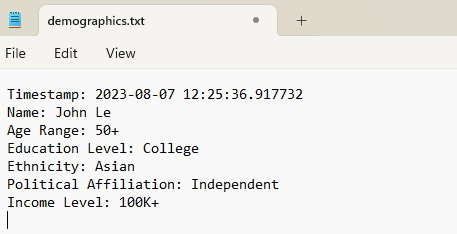 demographics.txt
File Edit View
Timestamp: 2023-08-07 12:25:36.917732
Name: John Le
Age Range: 50+
Education Level: College
Ethnicity: Asian
Political Affiliation: Independent
Income Level: 100K+